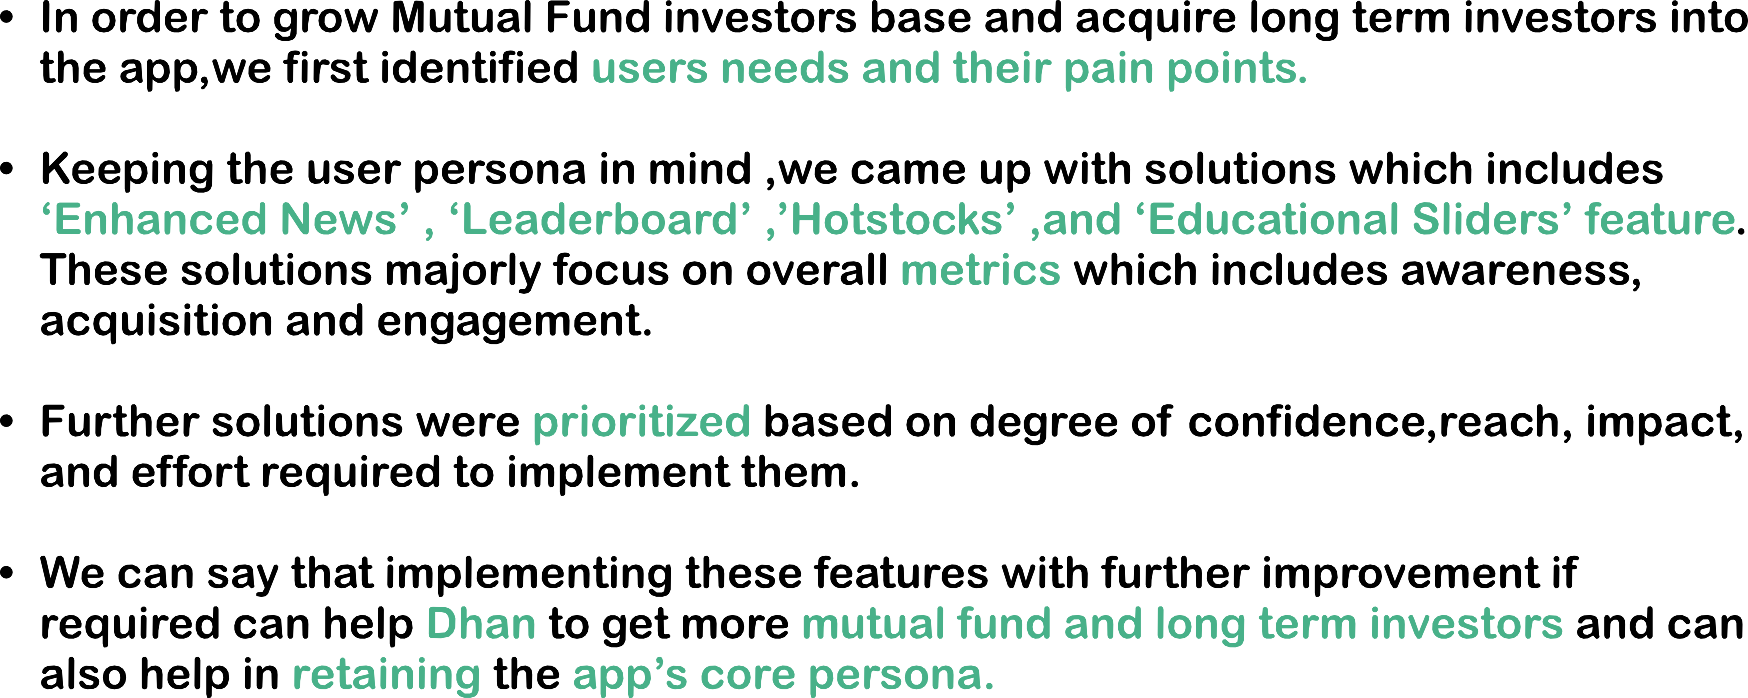 • In order to grow Mutual Fund investors base and acquire long term investors into
the app,we first identified users needs and their pain points.
• Keeping the user persona in mind ,we came up with solutions which includes
‘Enhanced News’ , ‘Leaderboard’ ,’Hotstocks’ ,and ‘Educational Sliders’ feature.
These solutions majorly focus on overall metrics which includes awareness,
acquisition and engagement.
• Further solutions were prioritized based on degree of confidence,reach, impact,
and effort required to implement them.
• We can say that implementing these features with further improvement if
required can help Dhan to get more mutual fund and long term investors and can
also help in retaining the app’s core persona.